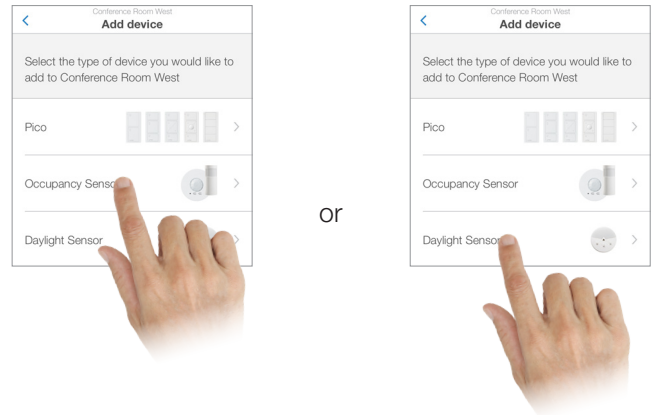 Conference Room West
Add device
Select the type of device you would like to
add to Conference Room West
Pico
Occupancy Senso
Daylight Sensor
or
Conference Room West
Add device
Select the type of device you would like to
add to Conference Room West
Pico
Occupancy Sensor
Daylight Sensor